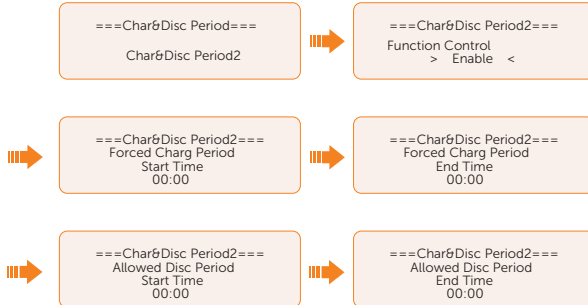 ===Char&Disc Period===
Char&Disc Period2
===Char&Disc Period2===
Function Control
> Enable <
===Char&Disc Period2===
Forced Charg Period
Start Time
00:00
===Char&Disc Period2===
Forced Charg Period
End Time
00:00
===Char&Disc Period2===
Allowed Disc Period
Start Time
00:00
===Char&Disc Period2===
Allowed Disc Period
End Time
00:00